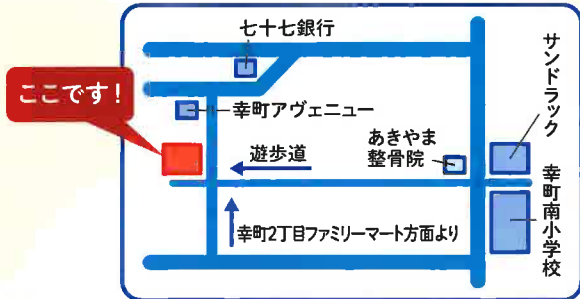 七十七銀行
ここです!
幸町アヴェニュー
遊歩道
あきやま
整骨院
サンドラック
幸町南小学校
幸町2丁目ファミリーマート方面より